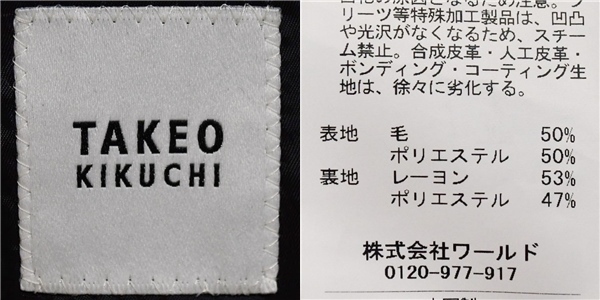 TAKEO
KIKUCHI
リーツ等特殊加工製品は、凹凸
や光沢がなくなるため、スチー
ム禁止。合成皮革・人工皮革・
ボンディング・コーティング生
地は、徐々に劣化する。
表地 毛 50%
ポリエステル 50%
裏地 レーヨン 53%
ポリエステル 47%
株式会社ワールド
0120-977-917